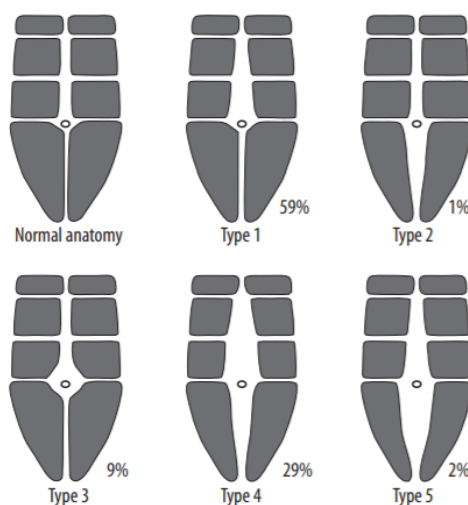 59%
1%
Normal anatomy
Type 1
Type 2
9%
29%
2%
Type 3
Type 4
Type 5